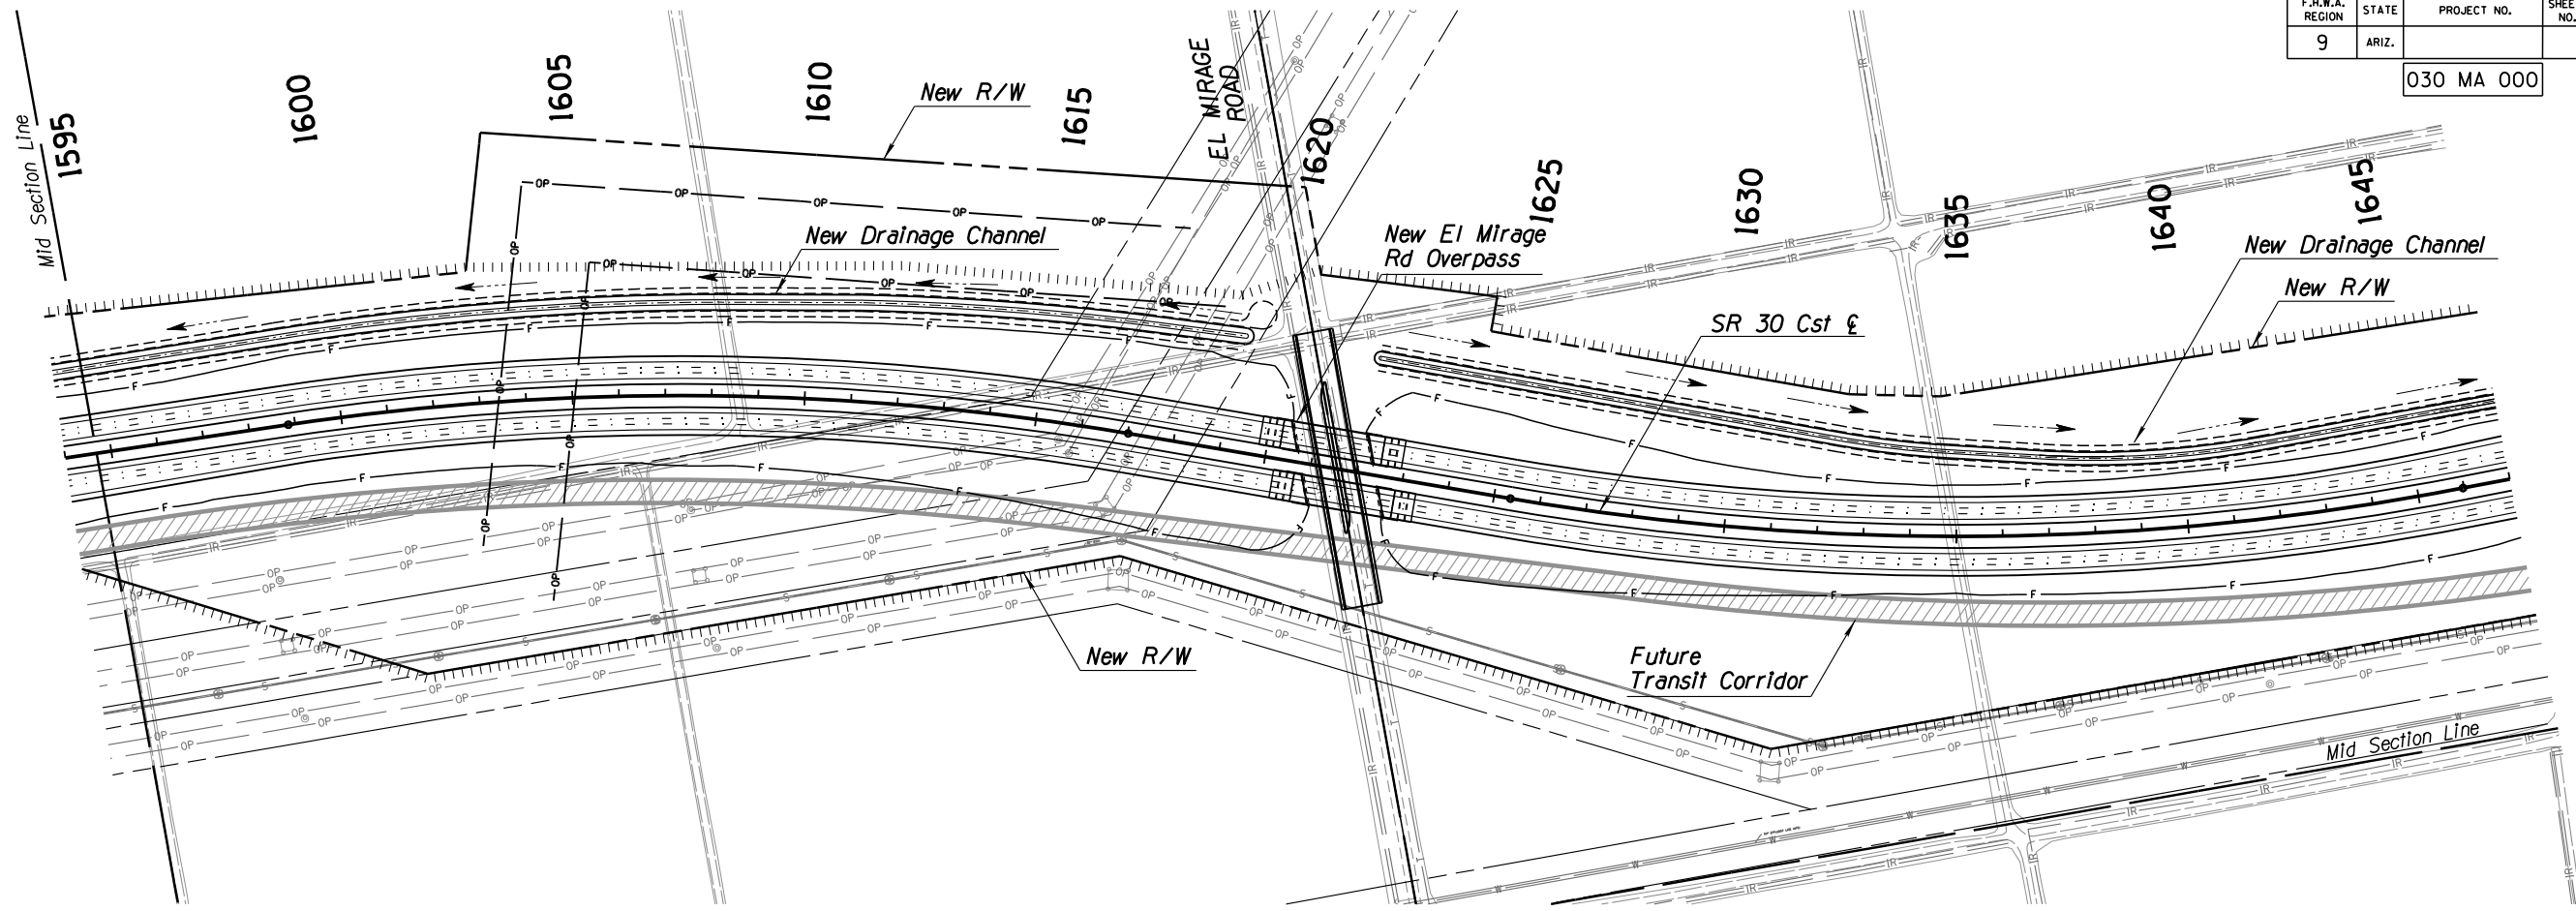 F.H.W.A.
REGION
STATE
PROJECT NO.
9
ARIZ.
030 MA 000
Mid Section Line
1595
1600
1605
1610
1615
1620
1625
1630
1635
1640
1645
New R/W
EL MIRAGE
ROAD
New Drainage Channel
New El Mirage
Rd Overpass
SR 30 Cst ℄
New Drainage Channel
New R/W
New R/W
Future
Transit Corridor
Mid Section Line